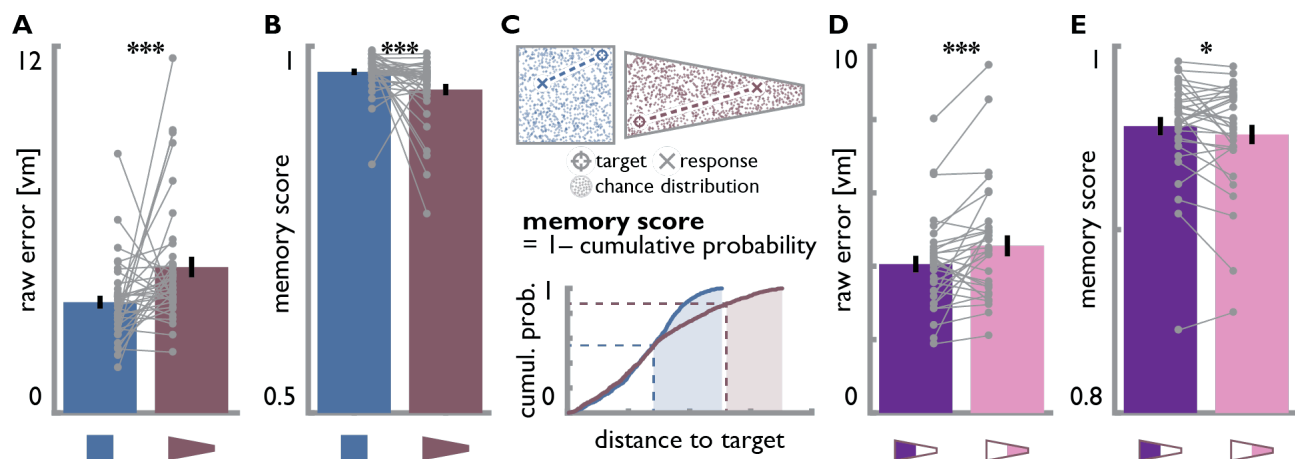 A
***
12
raw error [vm]
0
B
***
1
memory score
0.5
C
target
response
chance distribution
memory score
= 1– cumulative probability
1
cumul. prob.
0
distance to target
D
***
10
raw error [vm]
0
E
*
1
memory score
0.8